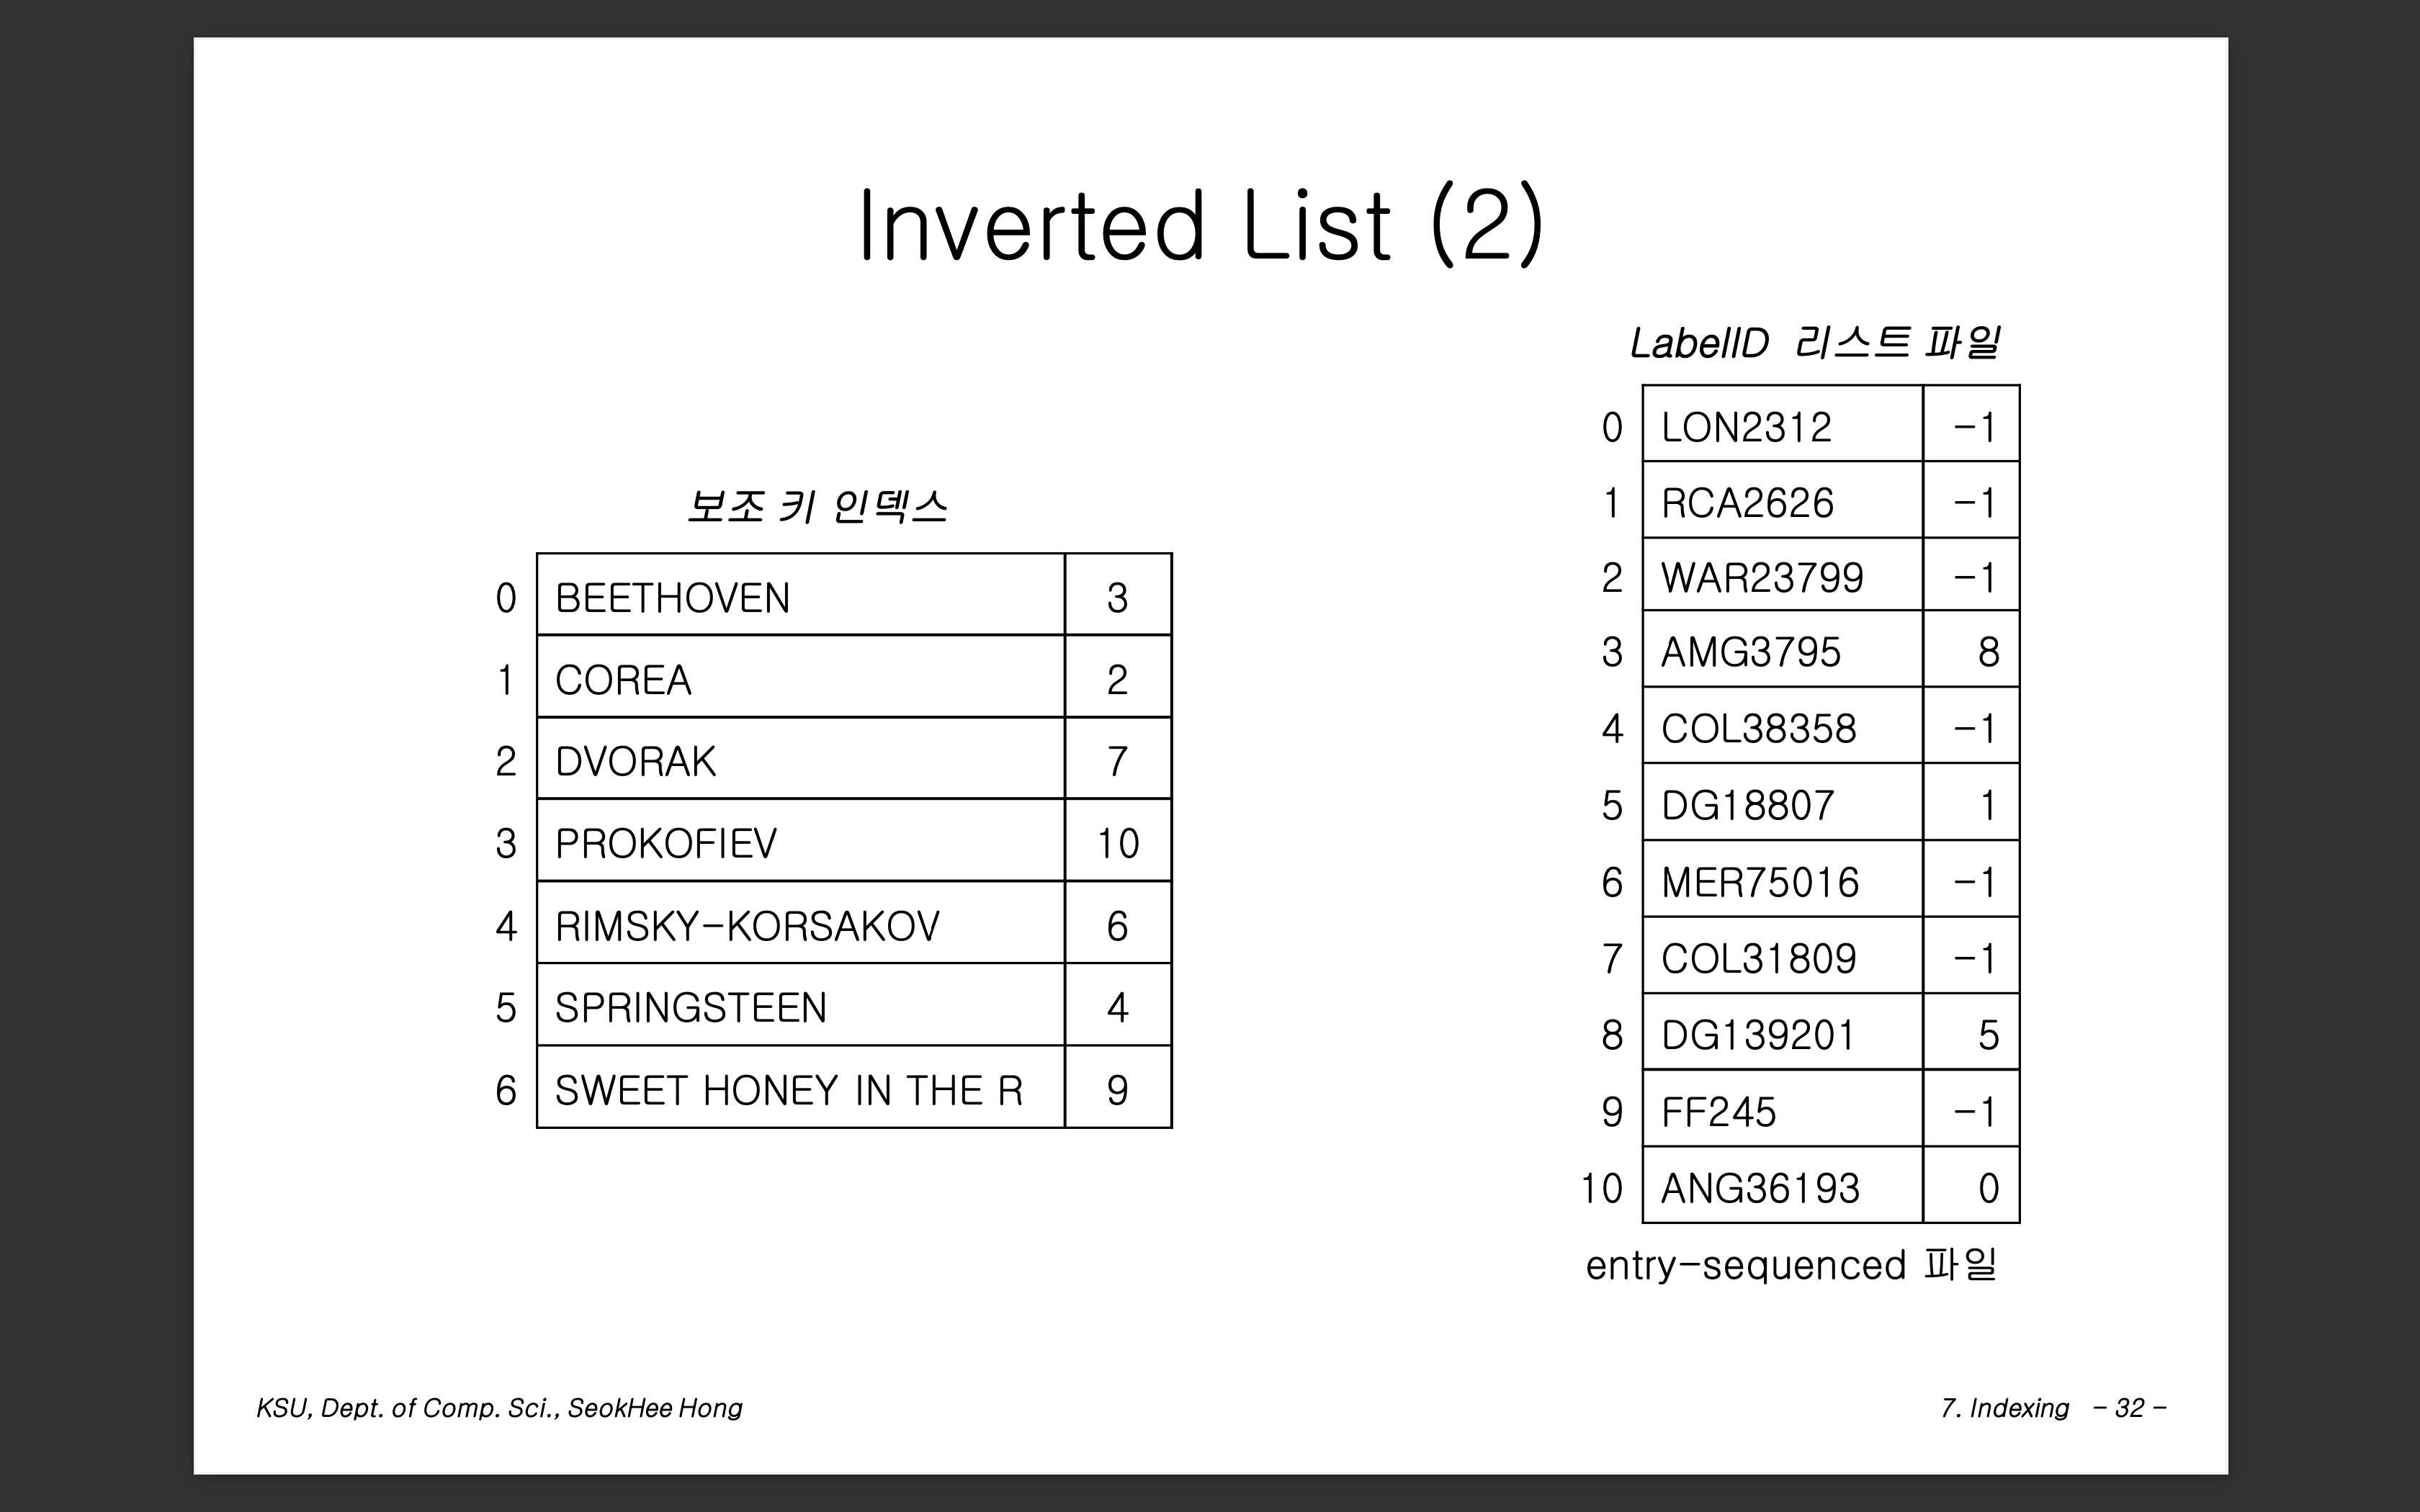 Inverted List (2)
보조 키 인덱스
0 BEETHOVEN 3
1 COREA 2
2 DVORAK 7
3 PROKOFIEV 10
4 RIMSKY-KORSAKOV 6
5 SPRINGSTEEN 4
6 SWEET HONEY IN THE R 9
LabelID 리스트 파일
0 LON2312 -1
1 RCA2626 -1
2 WAR23799 -1
3 AMG3795 8
4 COL38358 -1
5 DG18807 1
6 MER75016 -1
7 COL31809 -1
8 DG139201 5
9 FF245 -1
10 ANG36193 0
entry-sequenced 파일
KSU, Dept. of Comp. Sci., SeokHee Hong
7. Indexing - 32 -